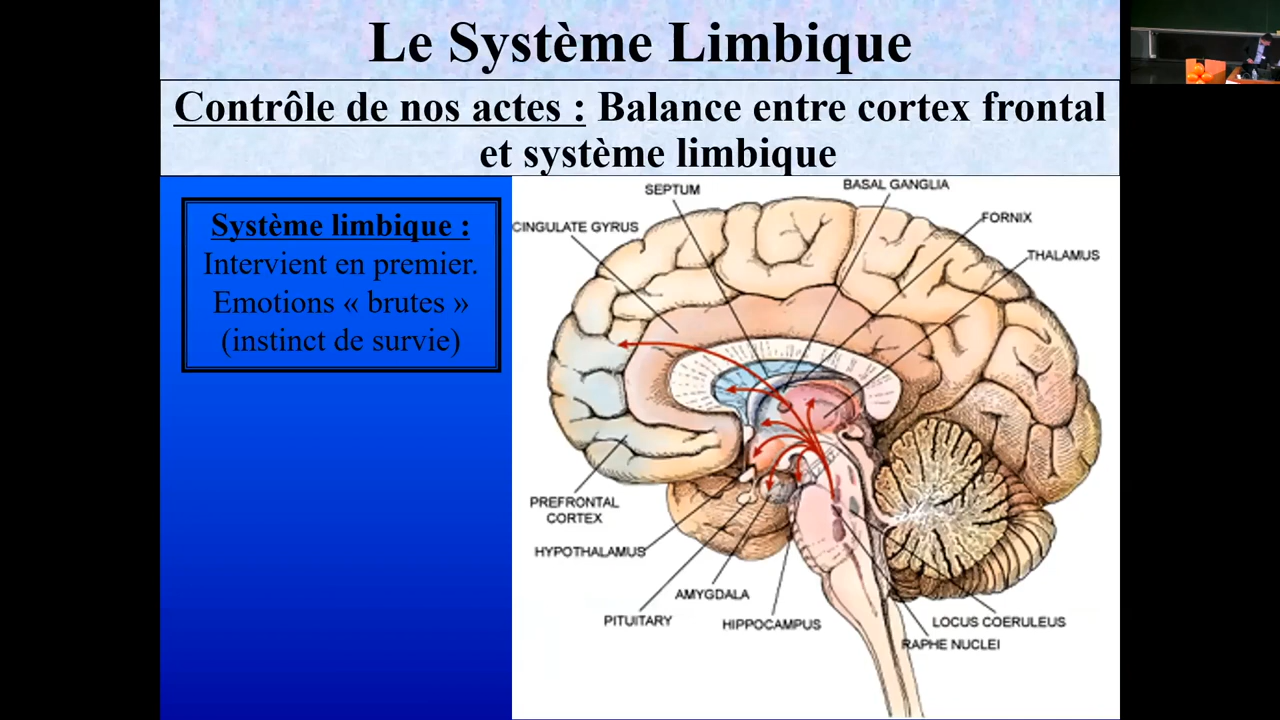 Le Système Limbique
Contrôle de nos actes : Balance entre cortex frontal
et système limbique
Système limbique :
Intervient en premier.
Emotions « brutes »
(instinct de survie)
SEPTUM
BASAL GANGLIA
CINGULATE GYRUS
FORNIX
THALAMUS
PREFRONTAL
CORTEX
HYPOTHALAMUS
AMYGDALA
PITUITARY
HIPPOCAMPUS
LOCUS COERULEUS
RAPHE NUCLEI